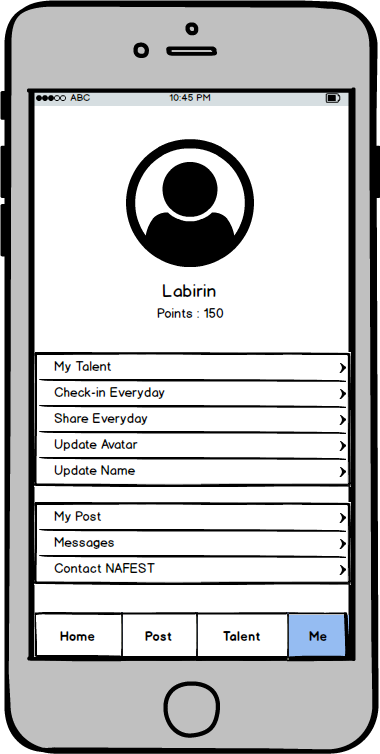 ABC 10:45 PM
Labirin
Points : 150
My Talent
Check-in Everyday
Share Everyday
Update Avatar
Update Name
My Post
Messages
Contact NAFEST
Home Post Talent Me